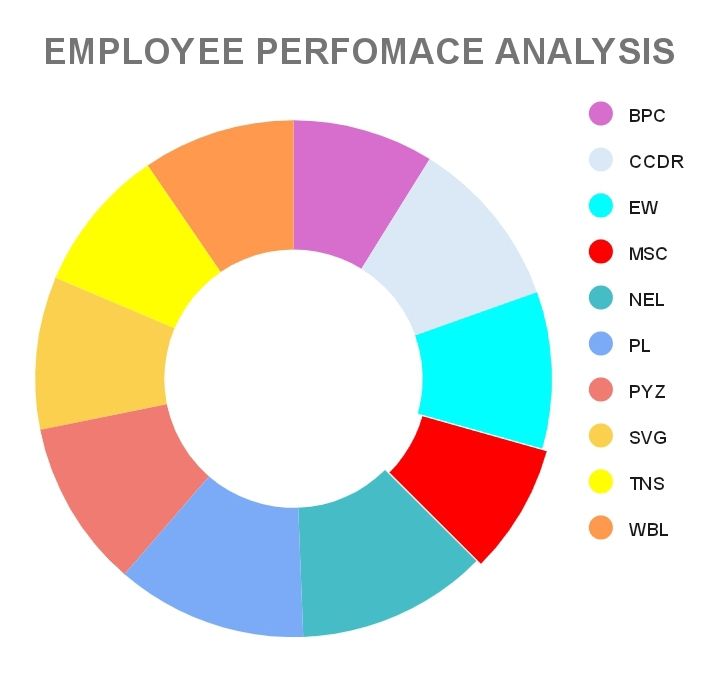 EMPLOYEE PERFOMACE ANALYSIS
BPC
CCDR
EW
MSC
NEL
PL
PYZ
SVG
TNS
WBL